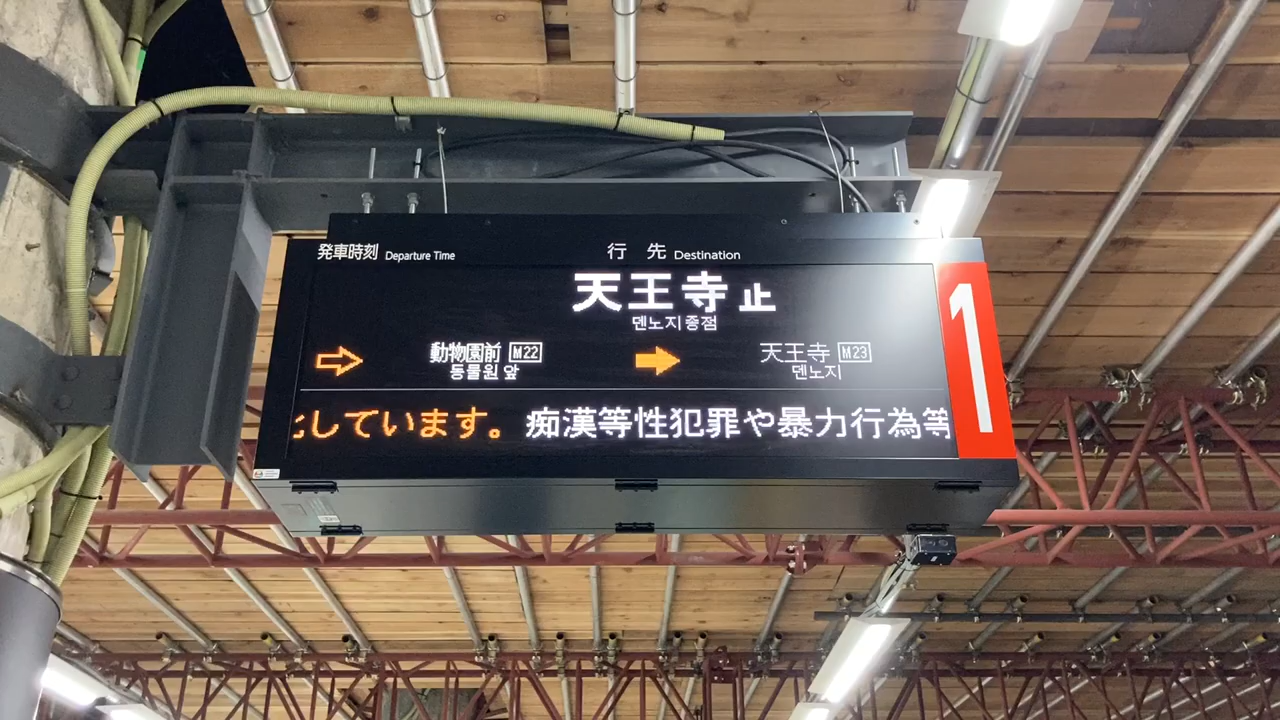 発車時刻 Departure Time
行先 Destination
天王寺止
덴노지종점
動物園前 M22
동물원 앞
天王寺 M23
덴노지
しています。 痴漢等性犯罪や暴力行為等
1